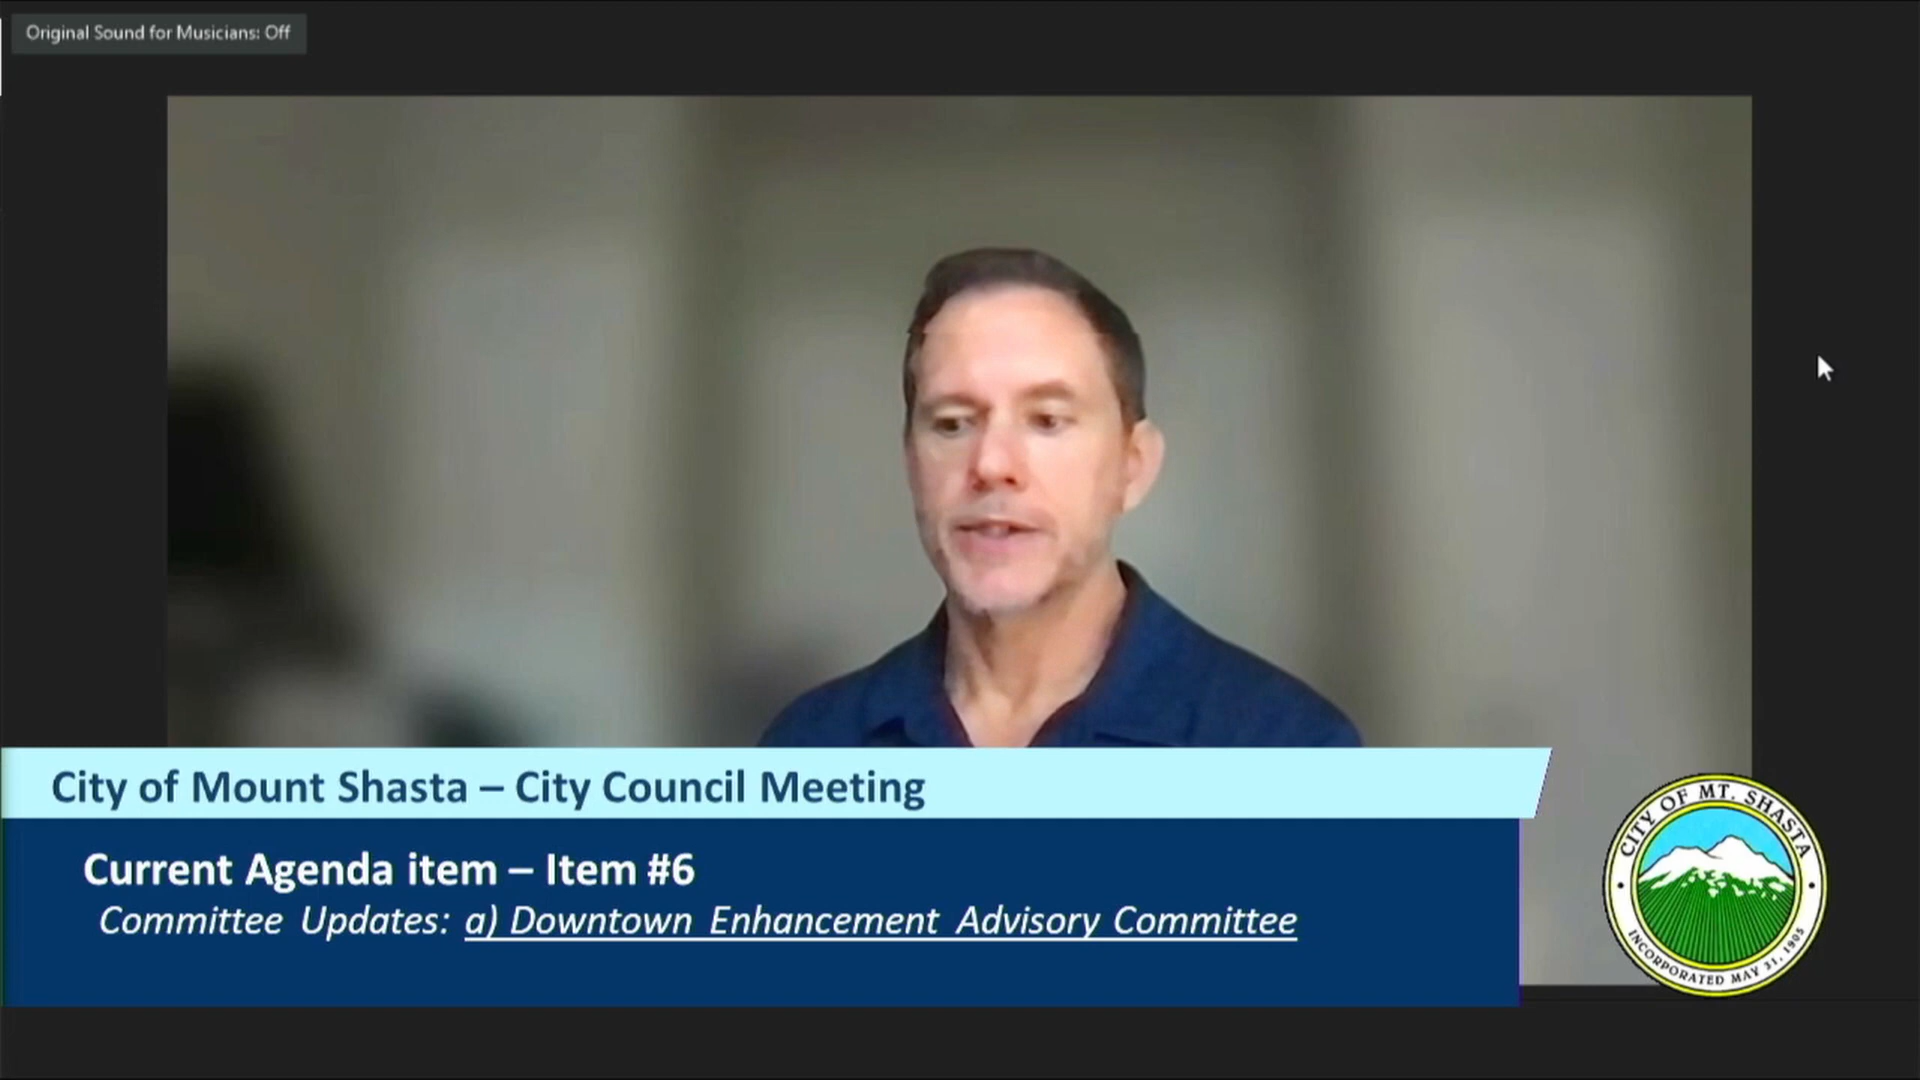 Original Sound for Musicians: Off
City of Mount Shasta – City Council Meeting
Current Agenda item – Item #6
Committee Updates: a) Downtown Enhancement Advisory Committee
CITY OF MT. SHASTA
INCORPORATED MAY 31, 1905